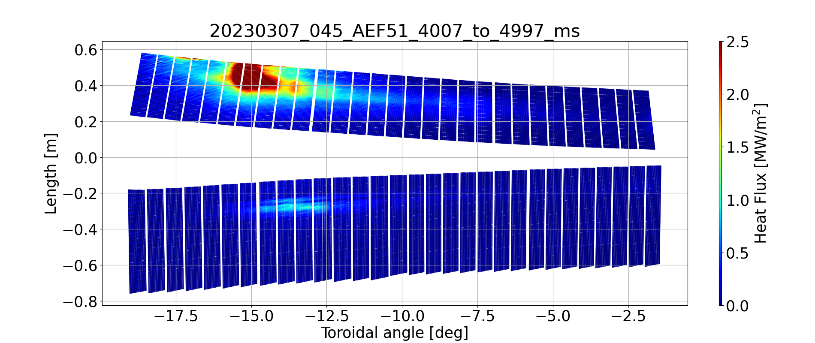 20230307_045_AEF51_4007_to_4997_ms
Length [m]
0.6
0.4
0.2
0.0
−0.2
−0.4
−0.6
−0.8
−17.5 −15.0 −12.5 −10.0 −7.5 −5.0 −2.5
Toroidal angle [deg]
2.5
2.0
1.5
1.0
0.5
0.0
Heat Flux [MW/m²]